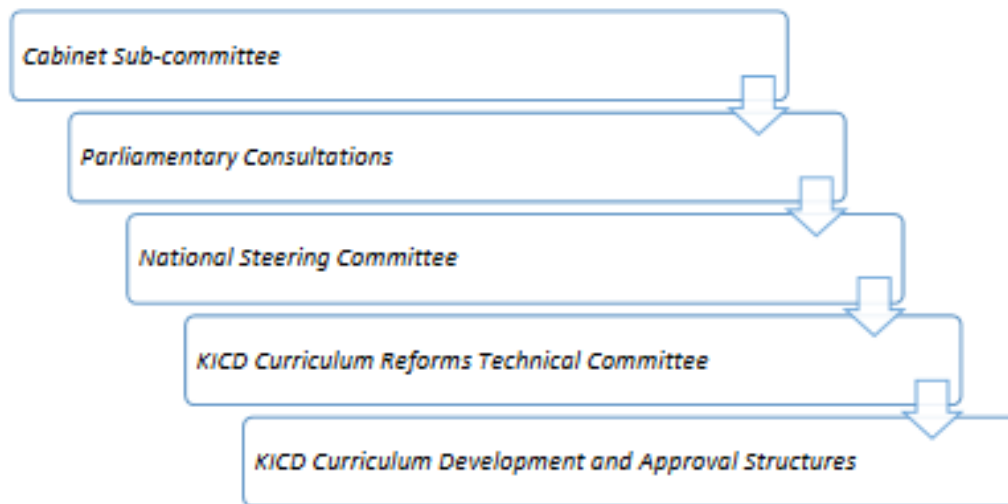 Cabinet Sub-committee
Parliamentary Consultations
National Steering Committee
KICD Curriculum Reforms Technical Committee
KICD Curriculum Development and Approval Structures